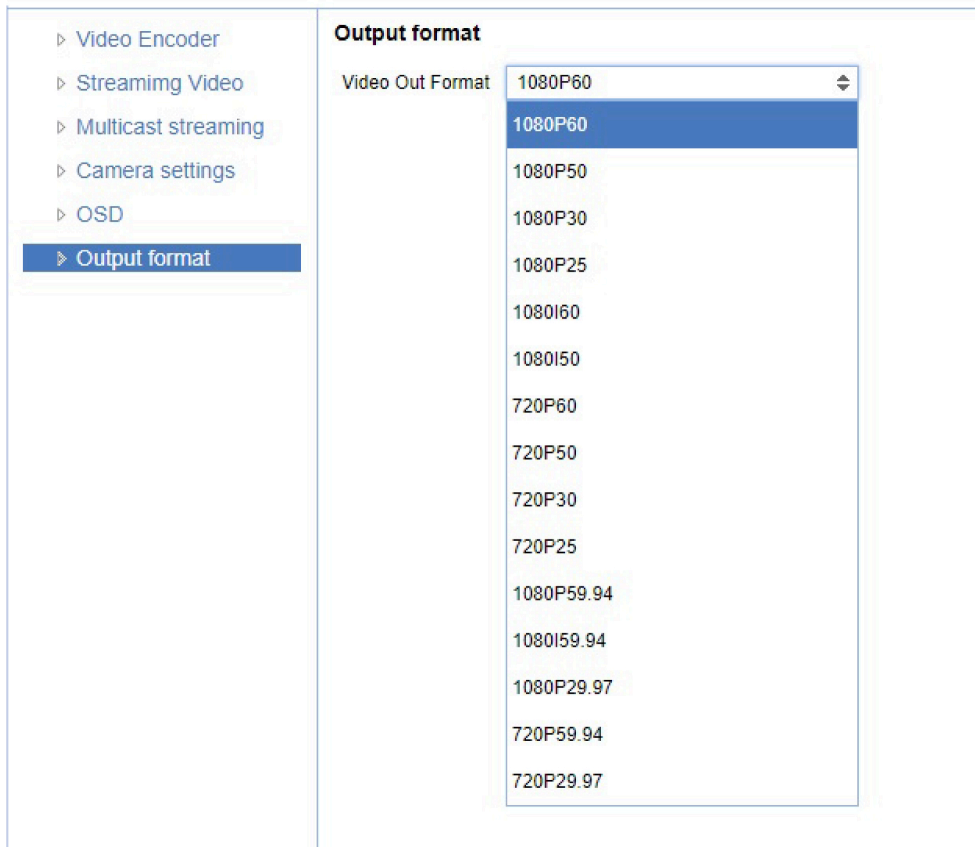 Video Encoder
Streamimg Video
Multicast streaming
Camera settings
OSD
Output format
Output format
Video Out Format 1080P60
1080P60
1080P50
1080P30
1080P25
1080I60
1080I50
720P60
720P50
720P30
720P25
1080P59.94
1080I59.94
1080P29.97
720P59.94
720P29.97